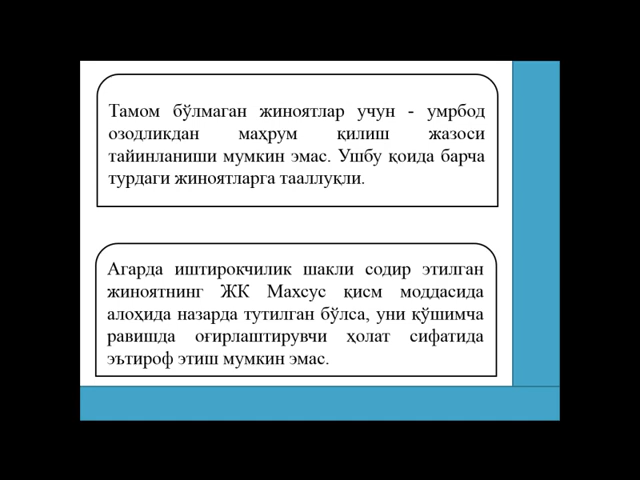 Тамом бўлмаган жиноятлар учун - умрбод
озодликдан маҳрум қилиш жазоси
тайинланиши мумкин эмас. Ушбу қоида барча
турдаги жиноятларга тааллуқли.
Агарда иштирокчилик шакли содир этилган
жиноятнинг ЖК Махсус қисм моддасида
алоҳида назарда тутилган бўлса, уни қўшимча
равишда оғирлаштирувчи ҳолат сифатида
эътироф этиш мумкин эмас.